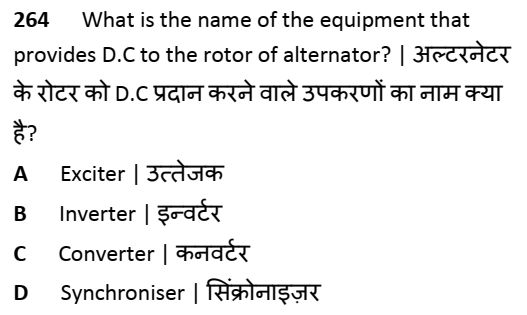 264 What is the name of the equipment that
provides D.C to the rotor of alternator? | अल्टरनेटर
के रोटर को D.C प्रदान करने वाले उपकरणों का नाम क्या
है?
A Exciter | उत्तेजक
B Inverter | इन्वर्टर
C Converter | कनवर्टर
D Synchroniser | सिंक्रोनाइज़र